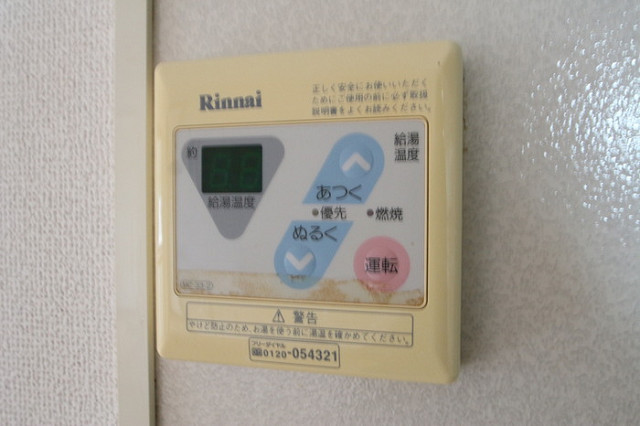 Rinnai
正しく安全にお使いいただく
ためにご使用の前に必ず取扱
説明書をよくお読みください。
約
給湯温度
給湯
温度
あつく
優先
燃焼
ぬるく
運転
⚠ 警告
やけど防止のため、お湯を使う前に湯温を確かめてください。
フリーダイヤル
0120-054321